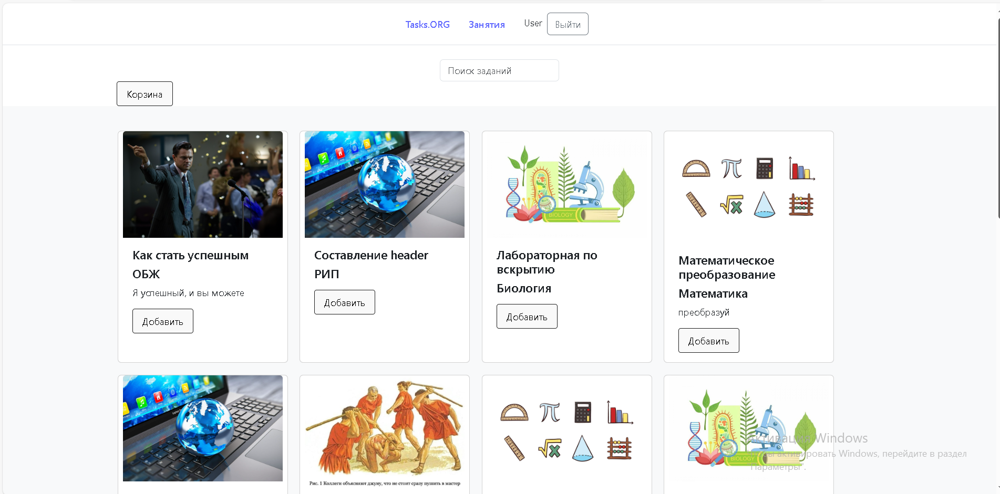 Tasks.ORG Занятия User Выйти
Поиск заданий
Корзина
Как стать успешным
ОБЖ
Я успешный, и вы можете
Добавить
Составление header
РИП
Добавить
BIOLOGY
Лабораторная по
вскрытию
Биология
Добавить
Математическое
преобразование
Математика
преобразуй
Добавить
Рис. 1 Коллеги объясняют джуну, что не стоит сразу пушить в мастер
BIOLOGY
Активация Windows
активировать Windows, перейдите в раздел
"Параметры".